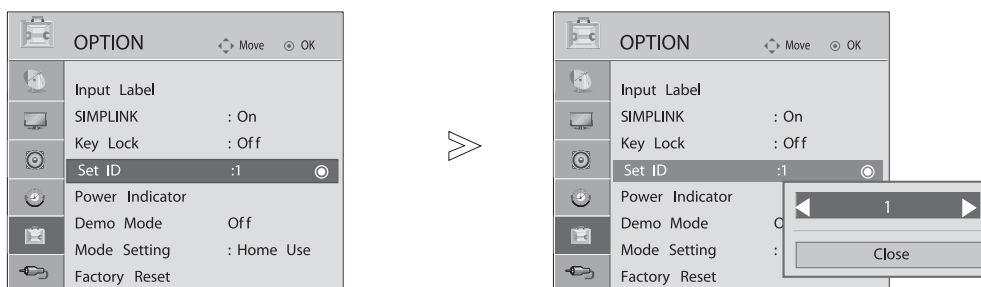 OPTION Move OK
Input Label
SIMPLINK : On
Key Lock : Off
Set ID :1
Power Indicator
Demo Mode Off
Mode Setting : Home Use
Factory Reset
OPTION Move OK
Input Label
SIMPLINK : On
Key Lock : Off
Set ID :1
Power Indicator
Demo Mode O
Mode Setting :
Factory Reset
1
Close